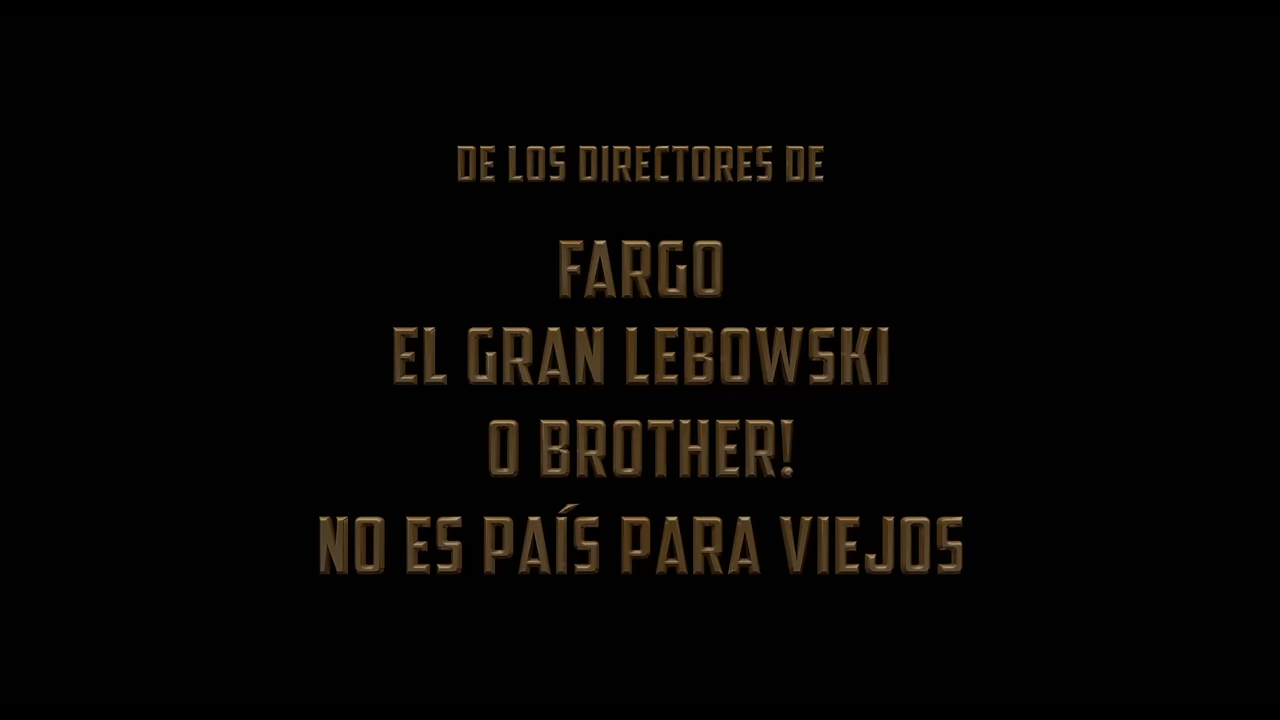 DE LOS DIRECTORES DE
FARGO
EL GRAN LEBOWSKI
O BROTHER!
NO ES PAÍS PARA VIEJOS